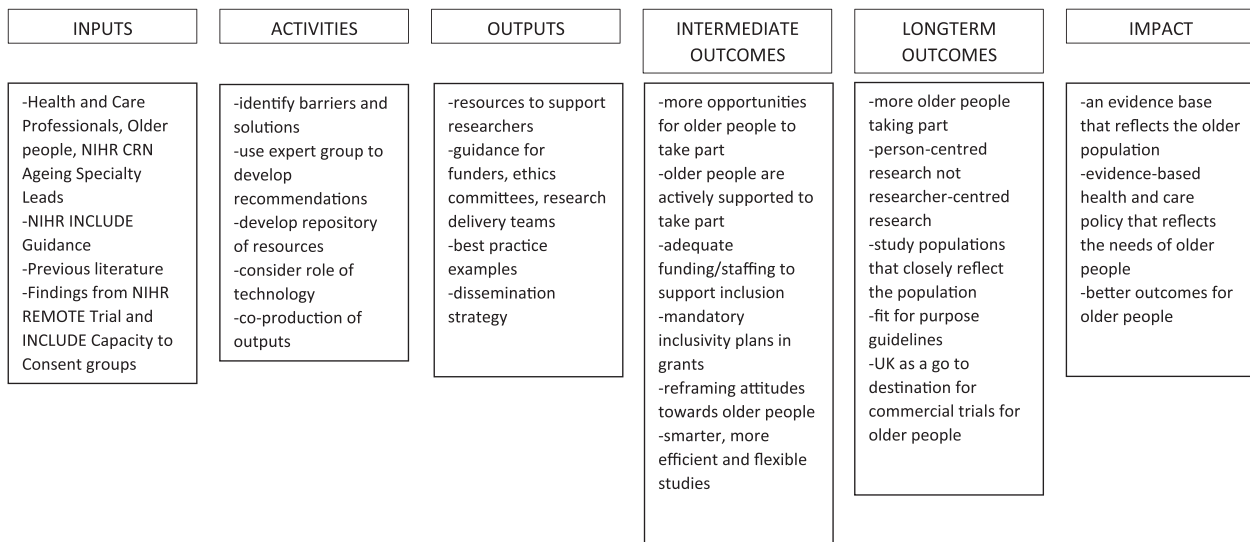 INPUTS
-Health and Care
Professionals, Older
people, NIHR CRN
Ageing Specialty
Leads
-NIHR INCLUDE
Guidance
-Previous literature
-Findings from NIHR
REMOTE Trial and
INCLUDE Capacity to
Consent groups
ACTIVITIES
-identify barriers and
solutions
-use expert group to
develop
recommendations
-develop repository
of resources
-consider role of
technology
-co-production of
outputs
OUTPUTS
-resources to support
researchers
-guidance for
funders, ethics
committees, research
delivery teams
-best practice
examples
-dissemination
strategy
INTERMEDIATE
OUTCOMES
-more opportunities
for older people to
take part
-older people are
actively supported to
take part
-adequate
funding/staffing to
support inclusion
-mandatory
inclusivity plans in
grants
-reframing attitudes
towards older people
-smarter, more
efficient and flexible
studies
LONGTERM
OUTCOMES
-more older people
taking part
-person-centred
research not
researcher-centred
research
-study populations
that closely reflect
the population
-fit for purpose
guidelines
-UK as a go to
destination for
commercial trials for
older people
IMPACT
-an evidence base
that reflects the older
population
-evidence-based
health and care
policy that reflects
the needs of older
people
-better outcomes for
older people